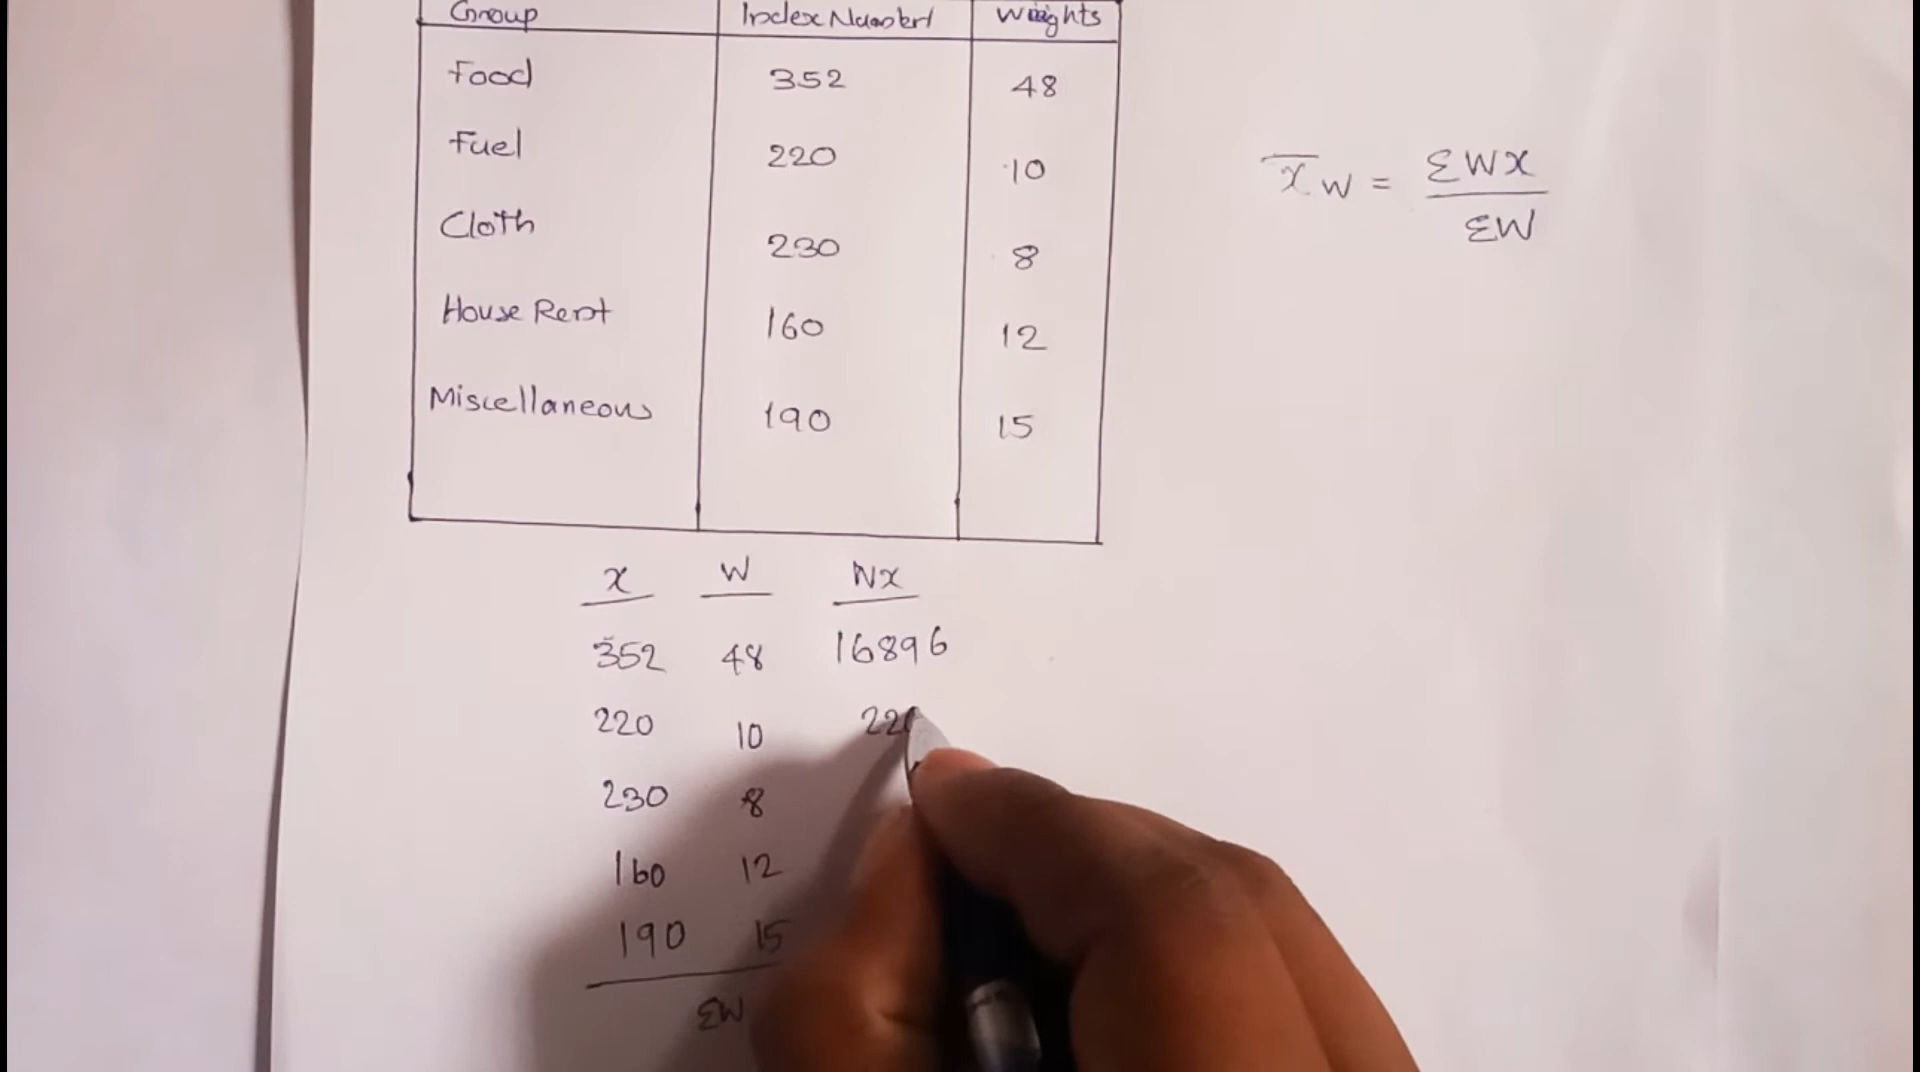 Group Index Number Weights
Food 352 48
Fuel 220 10
Cloth 230 8
House Rent 160 12
Miscellaneous 190 15
x̅w = ΣWx / ΣW
x W Wx
352 48 16896
220 10 220
230 8
160 12
190 15
ΣW